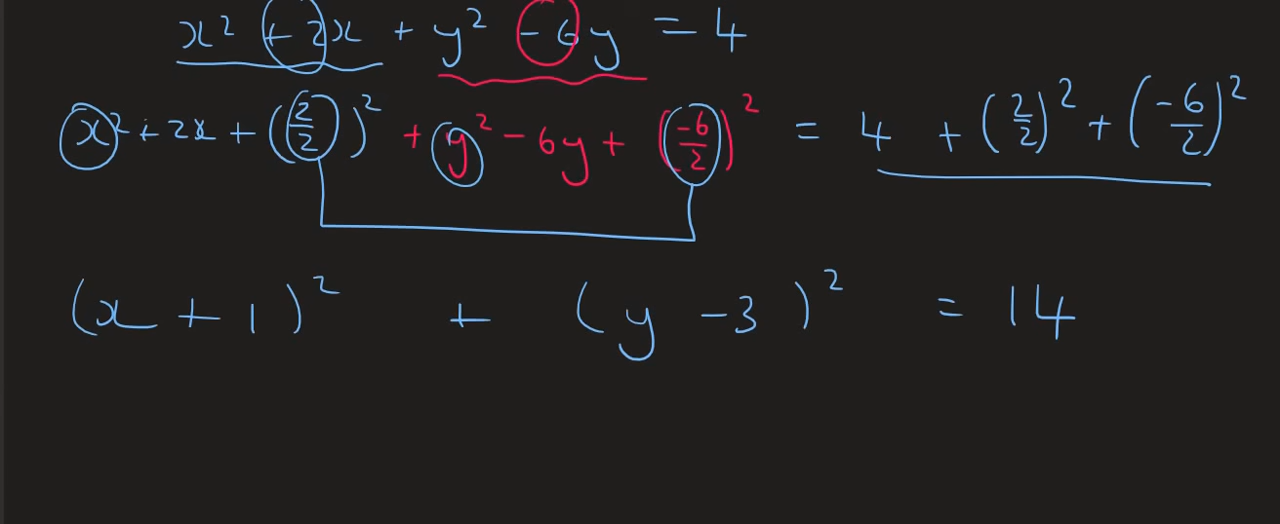 x² + 2x + y² - 6y = 4
x² + 2x + (2/2)² + y² - 6y + (-6/2)² = 4 + (2/2)² + (-6/2)²
(x + 1)² + (y - 3)² = 14